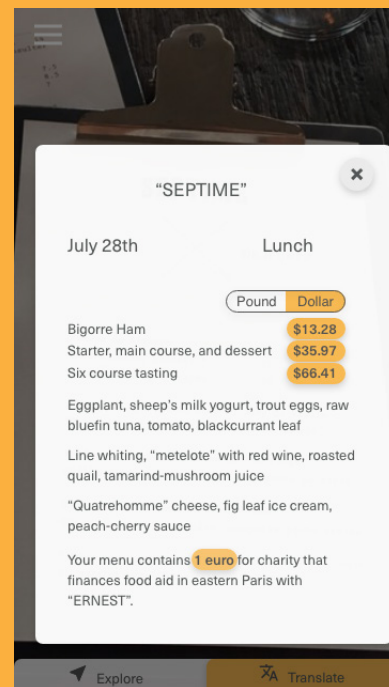 “SEPTIME”
July 28th Lunch
Pound Dollar
Bigorre Ham $13.28
Starter, main course, and dessert $35.97
Six course tasting $66.41
Eggplant, sheep’s milk yogurt, trout eggs, raw
bluefin tuna, tomato, blackcurrant leaf
Line whiting, “metelote” with red wine, roasted
quail, tamarind-mushroom juice
“Quatrehomme” cheese, fig leaf ice cream,
peach-cherry sauce
Your menu contains 1 euro for charity that
finances food aid in eastern Paris with
“ERNEST”.
Explore Translate